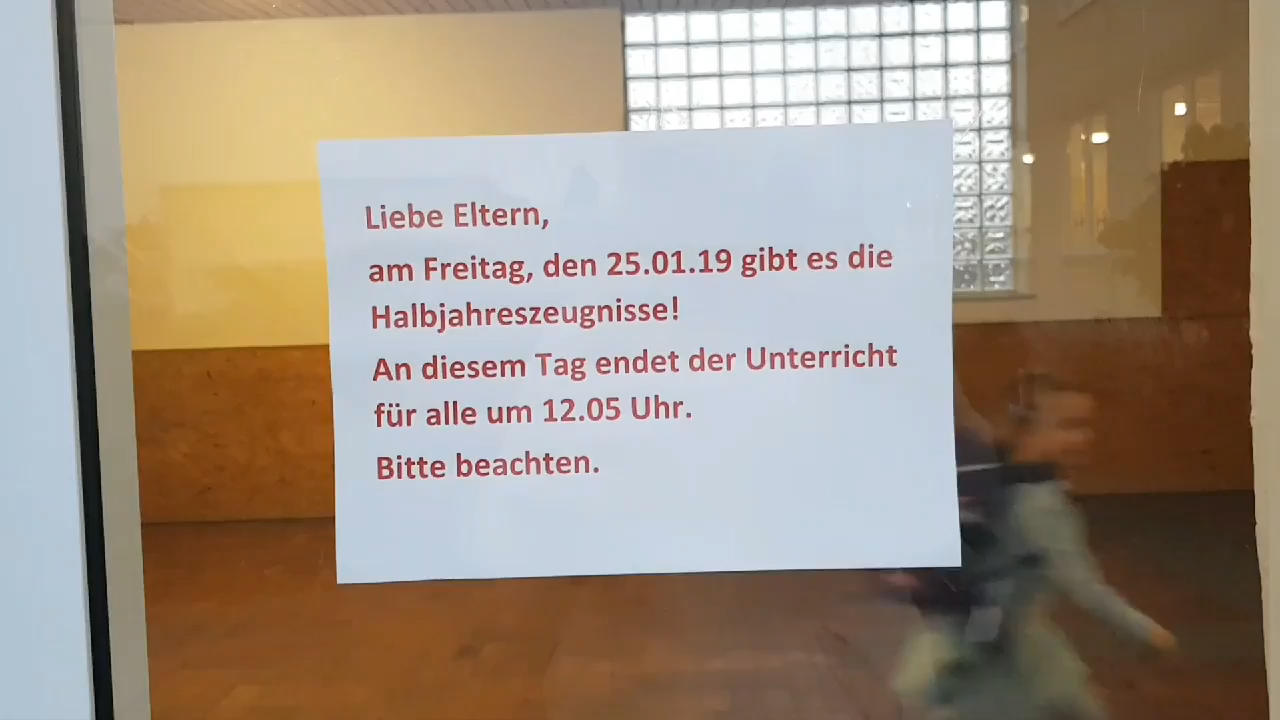 Liebe Eltern,
am Freitag, den 25.01.19 gibt es die
Halbjahreszeugnisse!
An diesem Tag endet der Unterricht
für alle um 12.05 Uhr.
Bitte beachten.